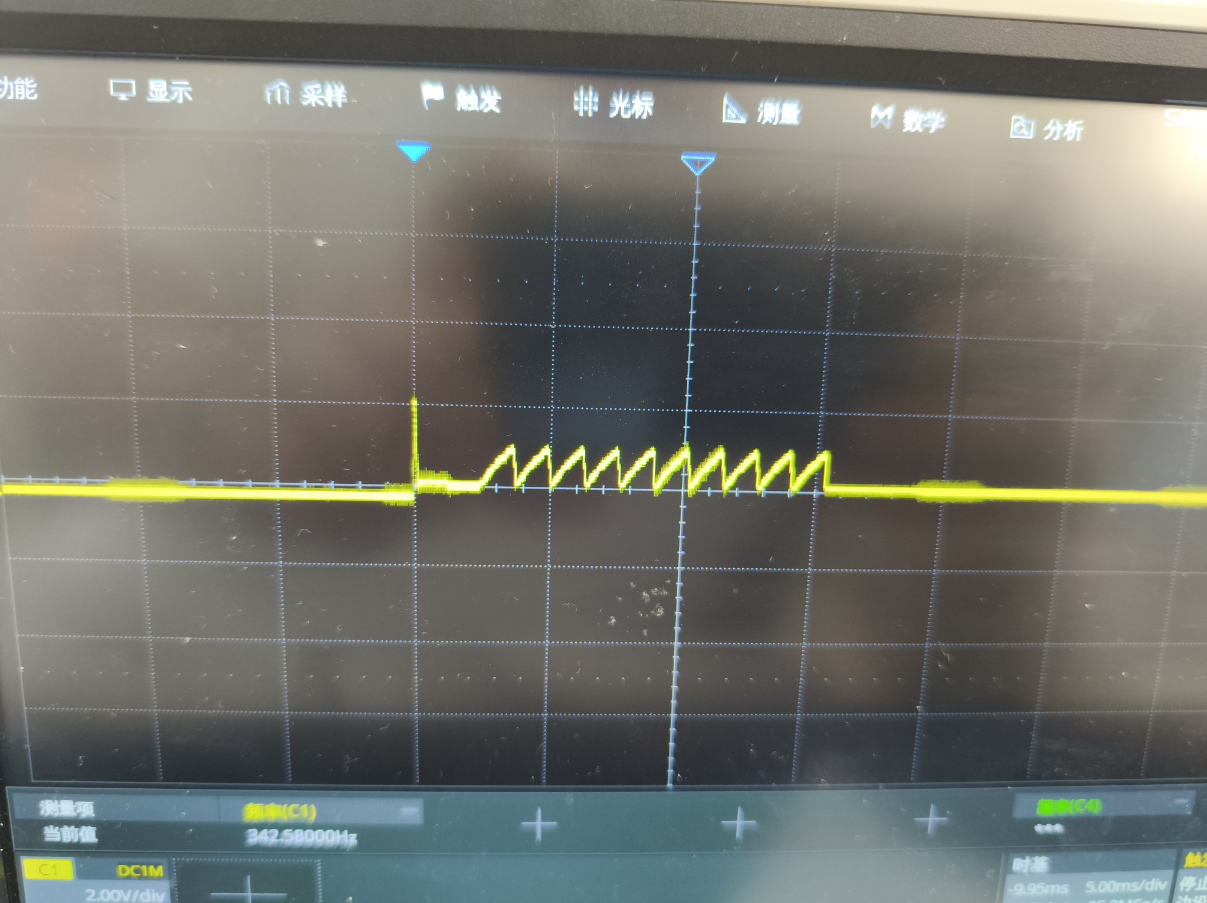 功能 显示 采样 触发 光标 测量 数学 分析
测量项 频率(C1) 频率(C4)
当前值 342.58000Hz ***
C1 DC1M
2.00V/div
时基
-9.95ms 5.00ms/div 停止